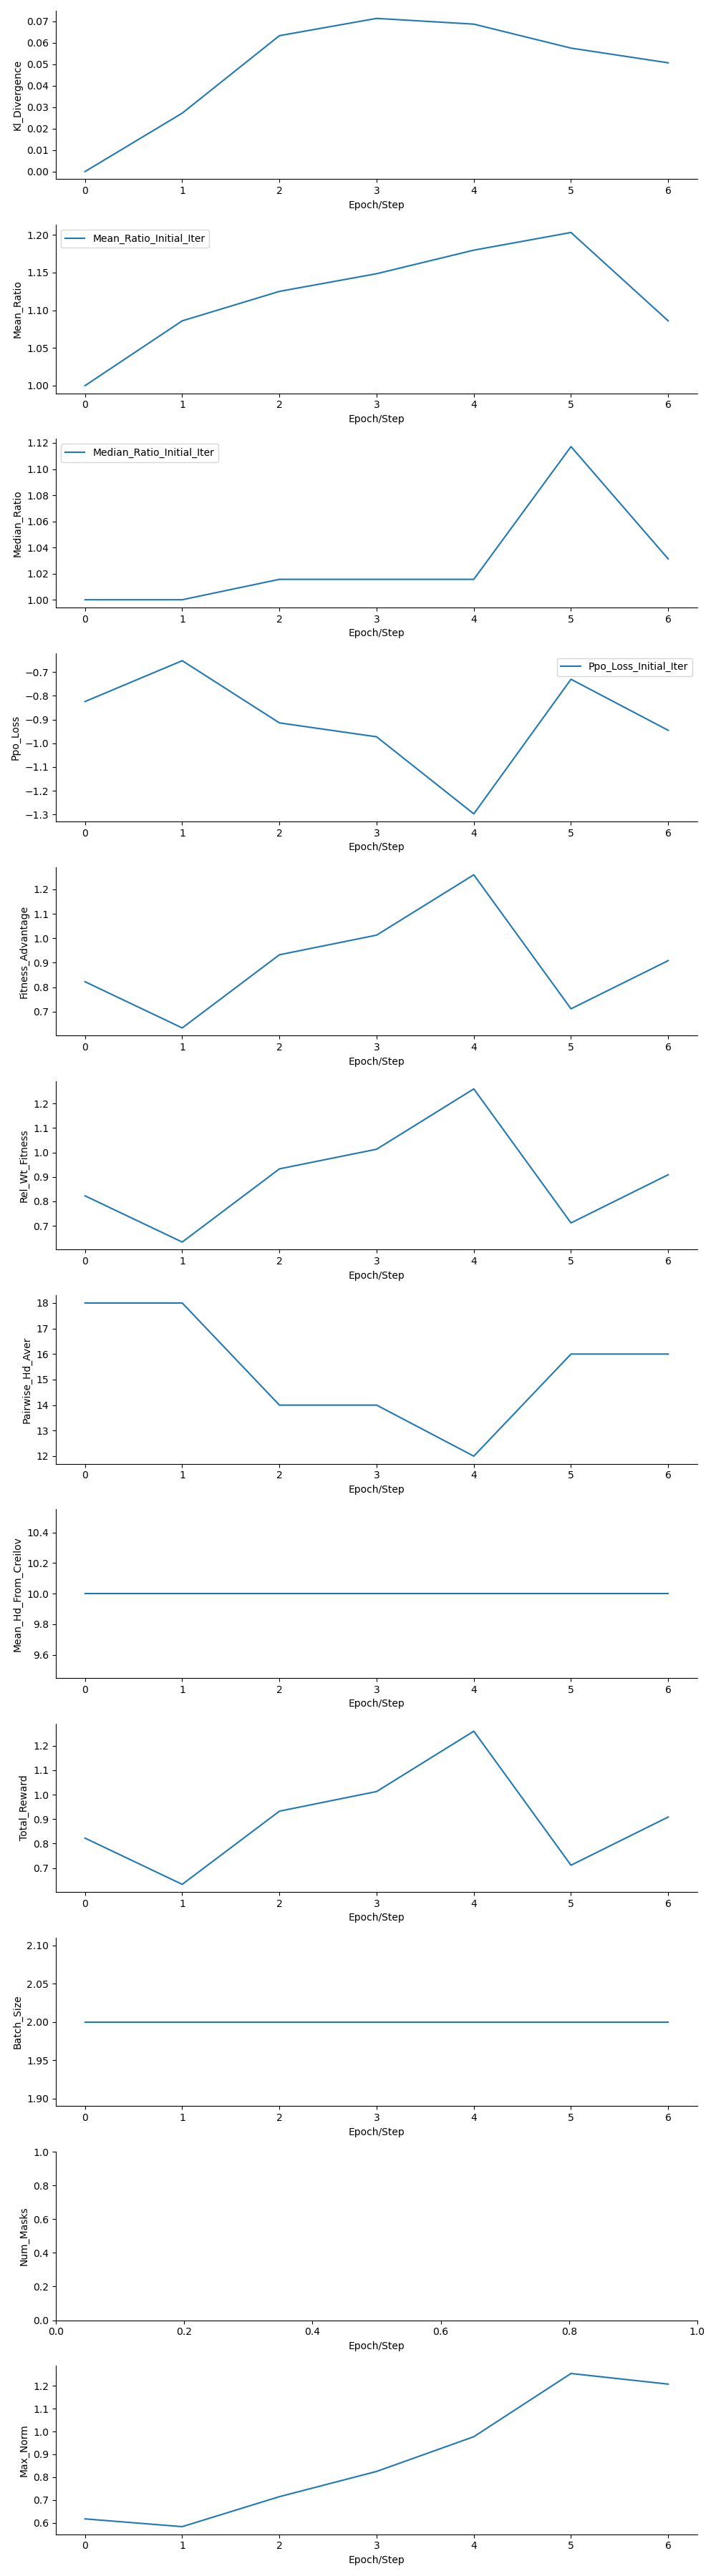 0.07
0.06
0.05
0.04
0.03
0.02
0.01
0.00
Kl_Divergence
0 1 2 3 4 5 6
Epoch/Step
Mean_Ratio_Initial_Iter
1.20
1.15
1.10
1.05
1.00
Mean_Ratio
0 1 2 3 4 5 6
Epoch/Step
Median_Ratio_Initial_Iter
1.12
1.10
1.08
1.06
1.04
1.02
1.00
Median_Ratio
0 1 2 3 4 5 6
Epoch/Step
Ppo_Loss_Initial_Iter
−0.7
−0.8
−0.9
−1.0
−1.1
−1.2
−1.3
Ppo_Loss
0 1 2 3 4 5 6
Epoch/Step
1.2
1.1
1.0
0.9
0.8
0.7
Fitness_Advantage
0 1 2 3 4 5 6
Epoch/Step
1.2
1.1
1.0
0.9
0.8
0.7
Rel_Wt_Fitness
0 1 2 3 4 5 6
Epoch/Step
18
17
16
15
14
13
12
Pairwise_Hd_Aver
0 1 2 3 4 5 6
Epoch/Step
10.4
10.2
10.0
9.8
9.6
Mean_Hd_From_Creilov
0 1 2 3 4 5 6
Epoch/Step
1.2
1.1
1.0
0.9
0.8
0.7
Total_Reward
0 1 2 3 4 5 6
Epoch/Step
2.10
2.05
2.00
1.95
1.90
Batch_Size
0 1 2 3 4 5 6
Epoch/Step
1.0
0.8
0.6
0.4
0.2
0.0
Num_Masks
0.0 0.2 0.4 0.6 0.8 1.0
Epoch/Step
1.2
1.1
1.0
0.9
0.8
0.7
0.6
Max_Norm
0 1 2 3 4 5 6
Epoch/Step